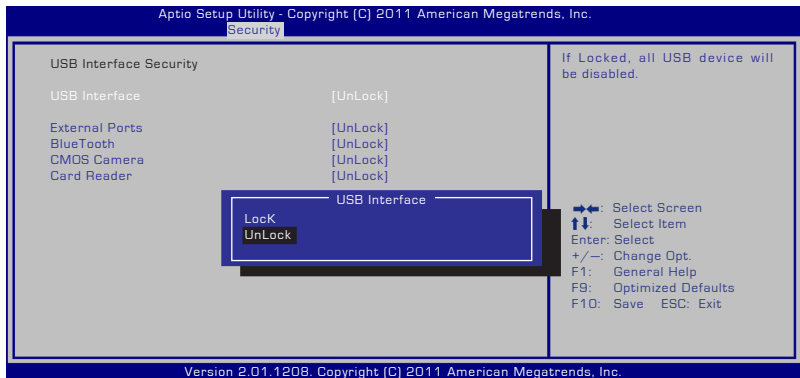 Aptio Setup Utility - Copyright (C) 2011 American Megatrends, Inc.
Security
USB Interface Security
USB Interface [UnLock]
External Ports [UnLock]
BlueTooth [UnLock]
CMOS Camera [UnLock]
Card Reader [UnLock]
USB Interface
LocK
UnLock
If Locked, all USB device will
be disabled.
→←: Select Screen
↑↓: Select Item
Enter: Select
+/—: Change Opt.
F1: General Help
F9: Optimized Defaults
F10: Save ESC: Exit
Version 2.01.1208. Copyright (C) 2011 American Megatrends, Inc.